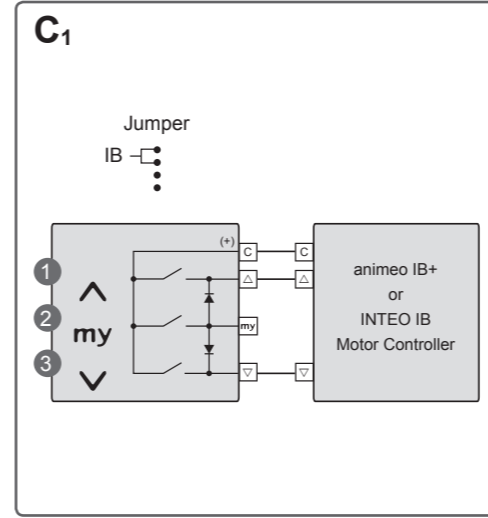 C1
Jumper
IB
(+)
C C
1
△ △
2 my my
3
▽ ▽
animeo IB+
or
INTEO IB
Motor Controller